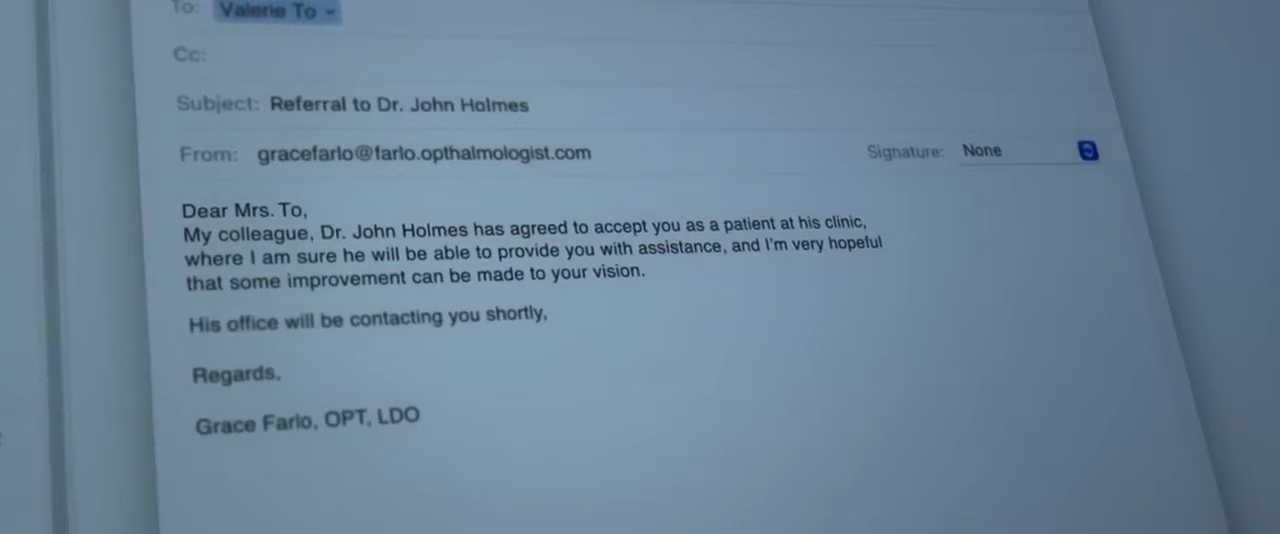 To: Valerie To
Cc:
Subject: Referral to Dr. John Holmes
From: gracefarlo@farlo.opthalmologist.com Signature: None
Dear Mrs. To,
My colleague, Dr. John Holmes has agreed to accept you as a patient at his clinic,
where I am sure he will be able to provide you with assistance, and I'm very hopeful
that some improvement can be made to your vision.
His office will be contacting you shortly,
Regards,
Grace Farlo, OPT, LDO